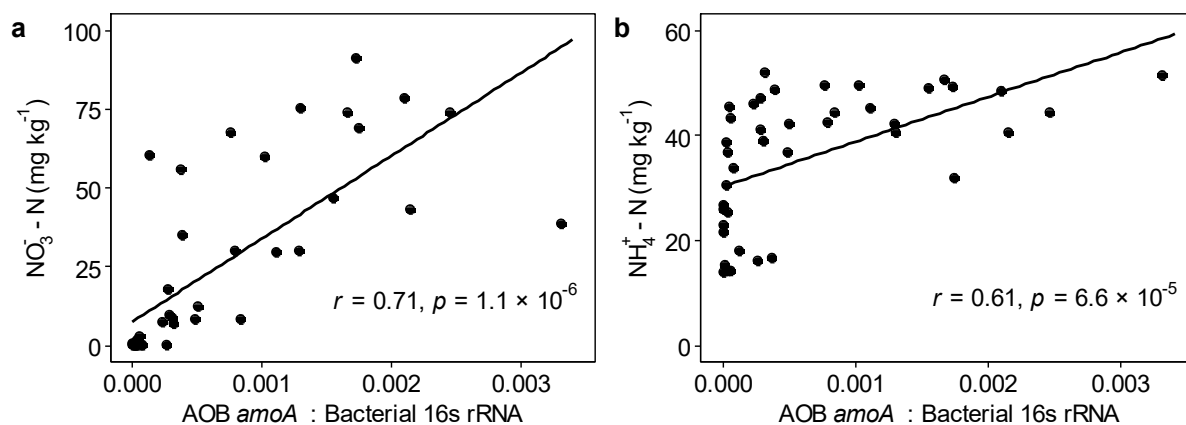 a
100
75
50
25
0
NO₃⁻ - N (mg kg⁻¹)
r = 0.71, p = 1.1 × 10⁻⁶
0.000 0.001 0.002 0.003
AOB amoA : Bacterial 16s rRNA
b
60
40
20
0
NH₄⁺ - N (mg kg⁻¹)
r = 0.61, p = 6.6 × 10⁻⁵
0.000 0.001 0.002 0.003
AOB amoA : Bacterial 16s rRNA